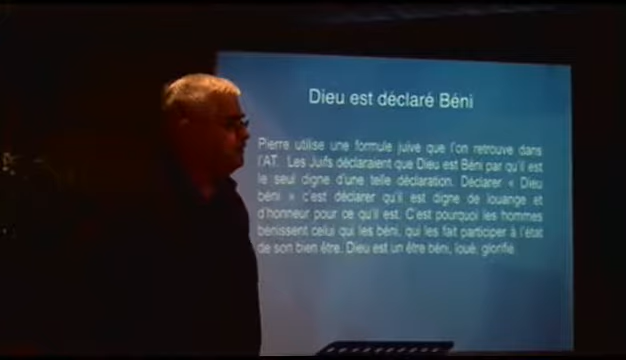 Dieu est déclaré Béni
Pierre utilise une formule juive que l'on retrouve dans
l'AT. Les Juifs déclaraient que Dieu est Béni par qu'il est
le seul digne d'une telle déclaration. Déclarer « Dieu
béni » c'est déclarer qu'il est digne de louange et
d'honneur pour ce qu'il est. C'est pourquoi les hommes
bénissent celui qui les béni, qui les fait participer à l'état
de son bien être. Dieu est un être béni, loué, glorifié.